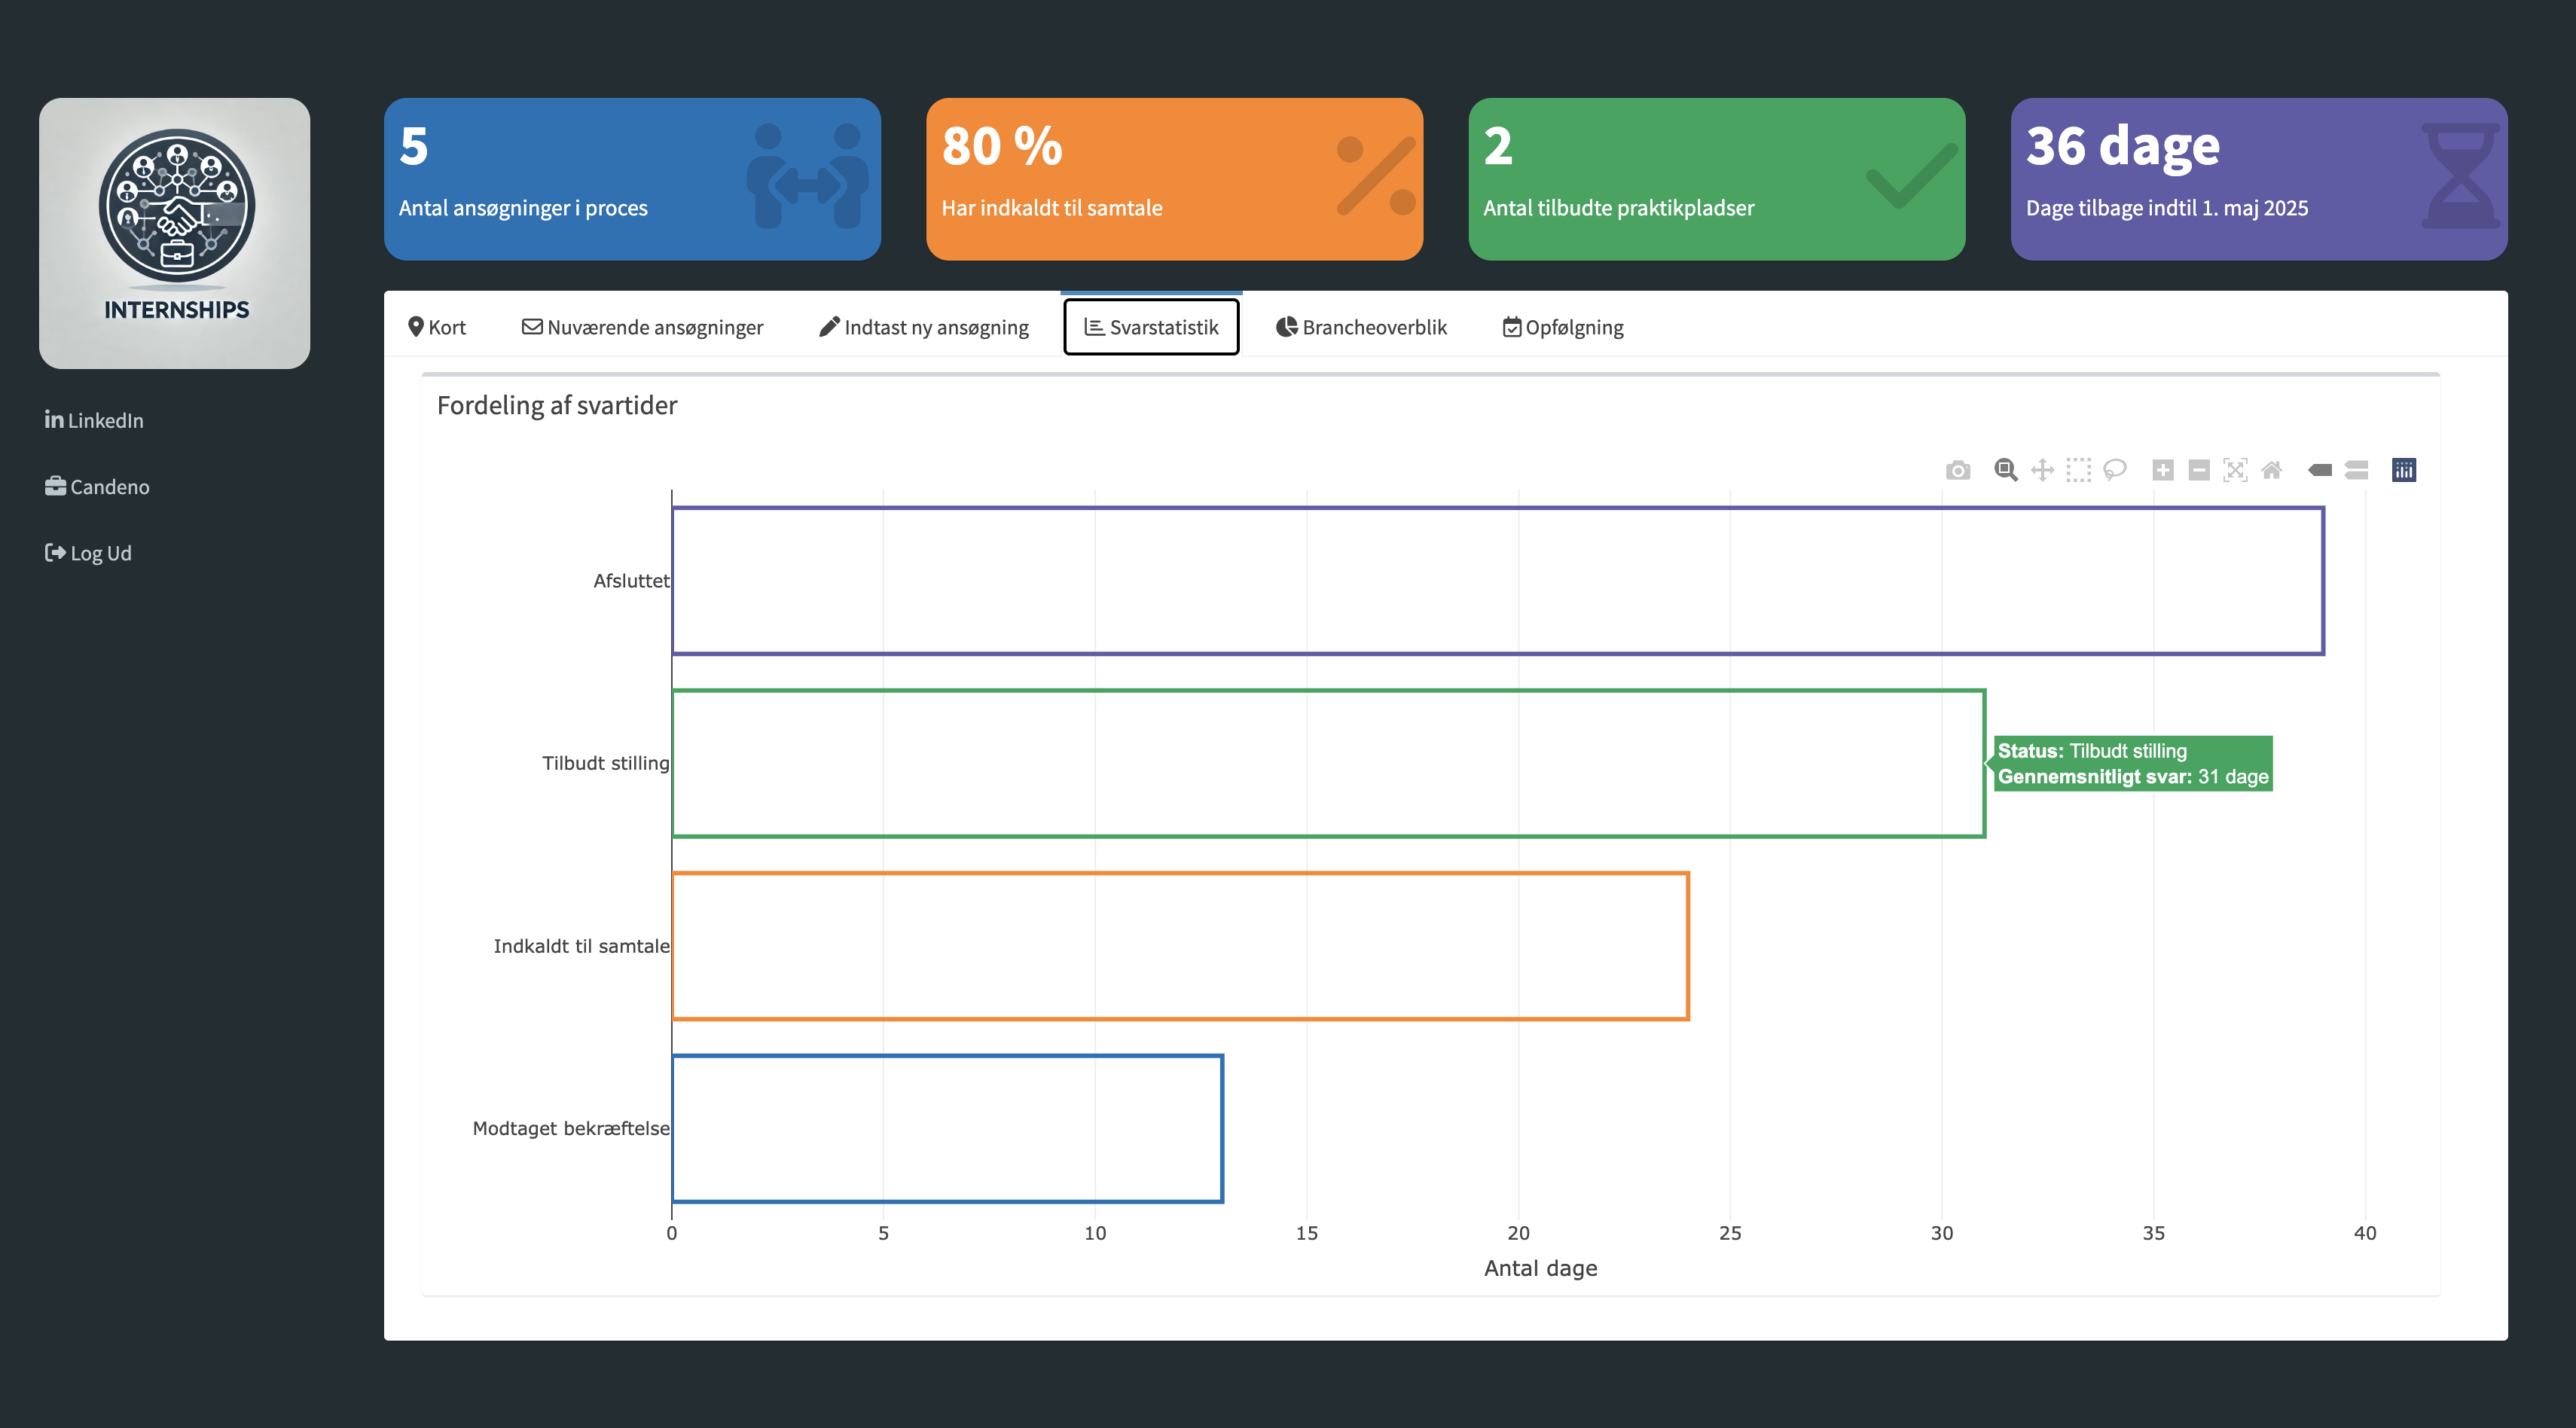 INTERNSHIPS
LinkedIn
Candeno
Log Ud
5
Antal ansøgninger i proces
80 %
Har indkaldt til samtale
2
Antal tilbudte praktikpladser
36 dage
Dage tilbage indtil 1. maj 2025
Kort
Nuværende ansøgninger
Indtast ny ansøgning
Svarstatistik
Brancheoverblik
Opfølgning
Fordeling af svartider
Afsluttet
Tilbudt stilling
Status: Tilbudt stilling
Gennemsnitligt svar: 31 dage
Indkaldt til samtale
Modtaget bekræftelse
0 5 10 15 20 25 30 35 40
Antal dage